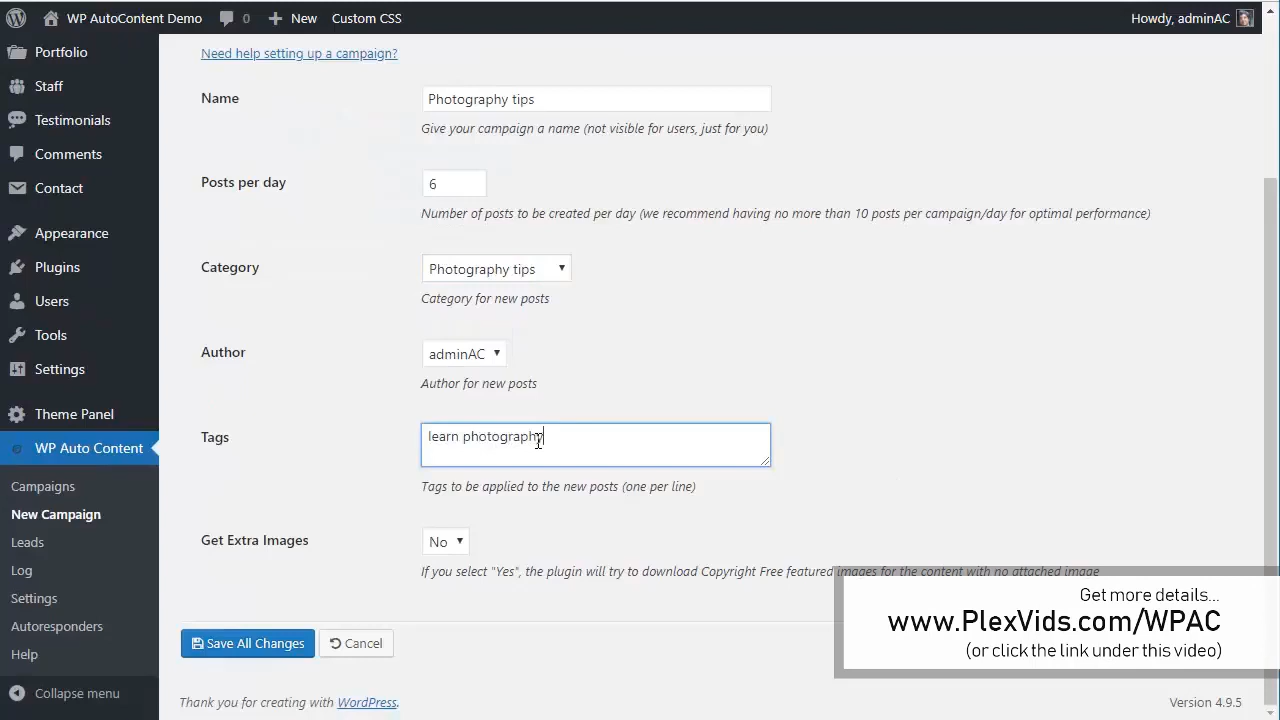 WP AutoContent Demo 0 New Custom CSS Howdy, adminAC
Portfolio
Staff
Testimonials
Comments
Contact
Appearance
Plugins
Users
Tools
Settings
Theme Panel
WP Auto Content
Campaigns
New Campaign
Leads
Log
Settings
Autoresponders
Help
Collapse menu
Need help setting up a campaign?
Name Photography tips
Give your campaign a name (not visible for users, just for you)
Posts per day 6
Number of posts to be created per day (we recommend having no more than 10 posts per campaign/day for optimal performance)
Category Photography tips
Category for new posts
Author adminAC
Author for new posts
Tags learn photography
Tags to be applied to the new posts (one per line)
Get Extra Images No
If you select "Yes", the plugin will try to download Copyright Free featured images for the content with no attached image
Save All Changes Cancel
Get more details...
www.PlexVids.com/WPAC
(or click the link under this video)
Thank you for creating with WordPress. Version 4.9.5